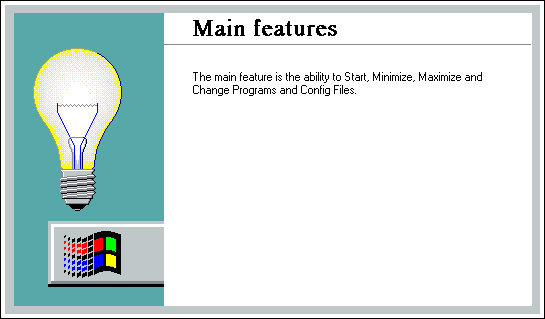 Main features
The main feature is the ability to Start, Minimize, Maximize and
Change Programs and Config Files.